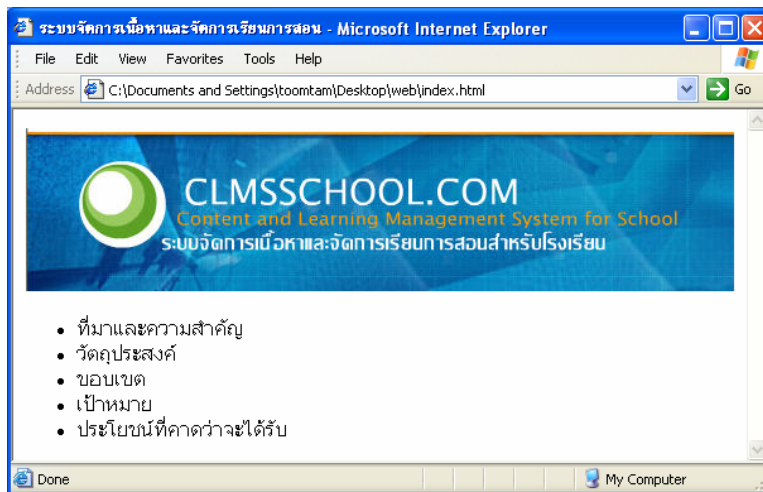 ระบบจัดการเนื้อหาและจัดการเรียนการสอน - Microsoft Internet Explorer
File Edit View Favorites Tools Help
Address C:\Documents and Settings\toomtam\Desktop\web\index.html Go
CLMSSCHOOL.COM
Content and Learning Management System for School
ระบบจัดการเนื้อหาและจัดการเรียนการสอนสำหรับโรงเรียน
• ที่มาและความสำคัญ
• วัตถุประสงค์
• ขอบเขต
• เป้าหมาย
• ประโยชน์ที่คาดว่าจะได้รับ
Done My Computer